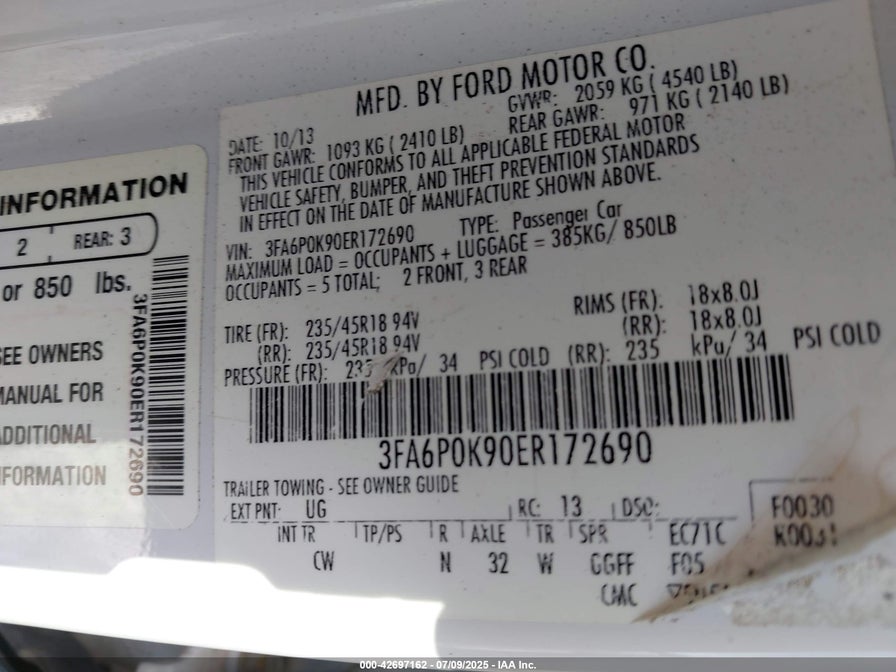 INFORMATION
2 REAR: 3
or 850 lbs.
SEE OWNERS
MANUAL FOR
ADDITIONAL
INFORMATION
3FA6P0K90ER172690
MFD. BY FORD MOTOR CO.
DATE: 10/13 GVWR: 2059 KG ( 4540 LB)
FRONT GAWR: 1093 KG ( 2410 LB) REAR GAWR: 971 KG ( 2140 LB)
THIS VEHICLE CONFORMS TO ALL APPLICABLE FEDERAL MOTOR
VEHICLE SAFETY, BUMPER, AND THEFT PREVENTION STANDARDS
IN EFFECT ON THE DATE OF MANUFACTURE SHOWN ABOVE.
VIN: 3FA6P0K90ER172690 TYPE: Passenger Car
MAXIMUM LOAD = OCCUPANTS + LUGGAGE = 385KG/ 850LB
OCCUPANTS = 5 TOTAL; 2 FRONT, 3 REAR
TIRE (FR): 235/45R18 94V RIMS (FR): 18x8.0J
(RR): 235/45R18 94V (RR): 18x8.0J
PRESSURE (FR): 235 kPa/ 34 PSI COLD (RR): 235 kPa/ 34 PSI COLD
3FA6P0K90ER172690
TRAILER TOWING - SEE OWNER GUIDE
EXT PNT: UG RC: 13 DSO: F0030
INT TR TP/PS R AXLE TR SPR EC71C
CW N 32 W GGFF F05
CMC
000-42697162 - 07/09/2025 - IAA Inc.